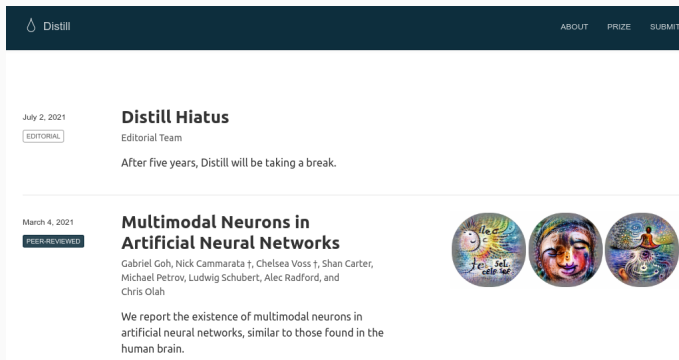 Distill
ABOUT PRIZE SUBMIT
July 2, 2021
EDITORIAL
Distill Hiatus
Editorial Team
After five years, Distill will be taking a break.
March 4, 2021
PEER-REVIEWED
Multimodal Neurons in
Artificial Neural Networks
Gabriel Goh, Nick Cammarata †, Chelsea Voss †, Shan Carter,
Michael Petrov, Ludwig Schubert, Alec Radford, and
Chris Olah
We report the existence of multimodal neurons in
artificial neural networks, similar to those found in the
human brain.